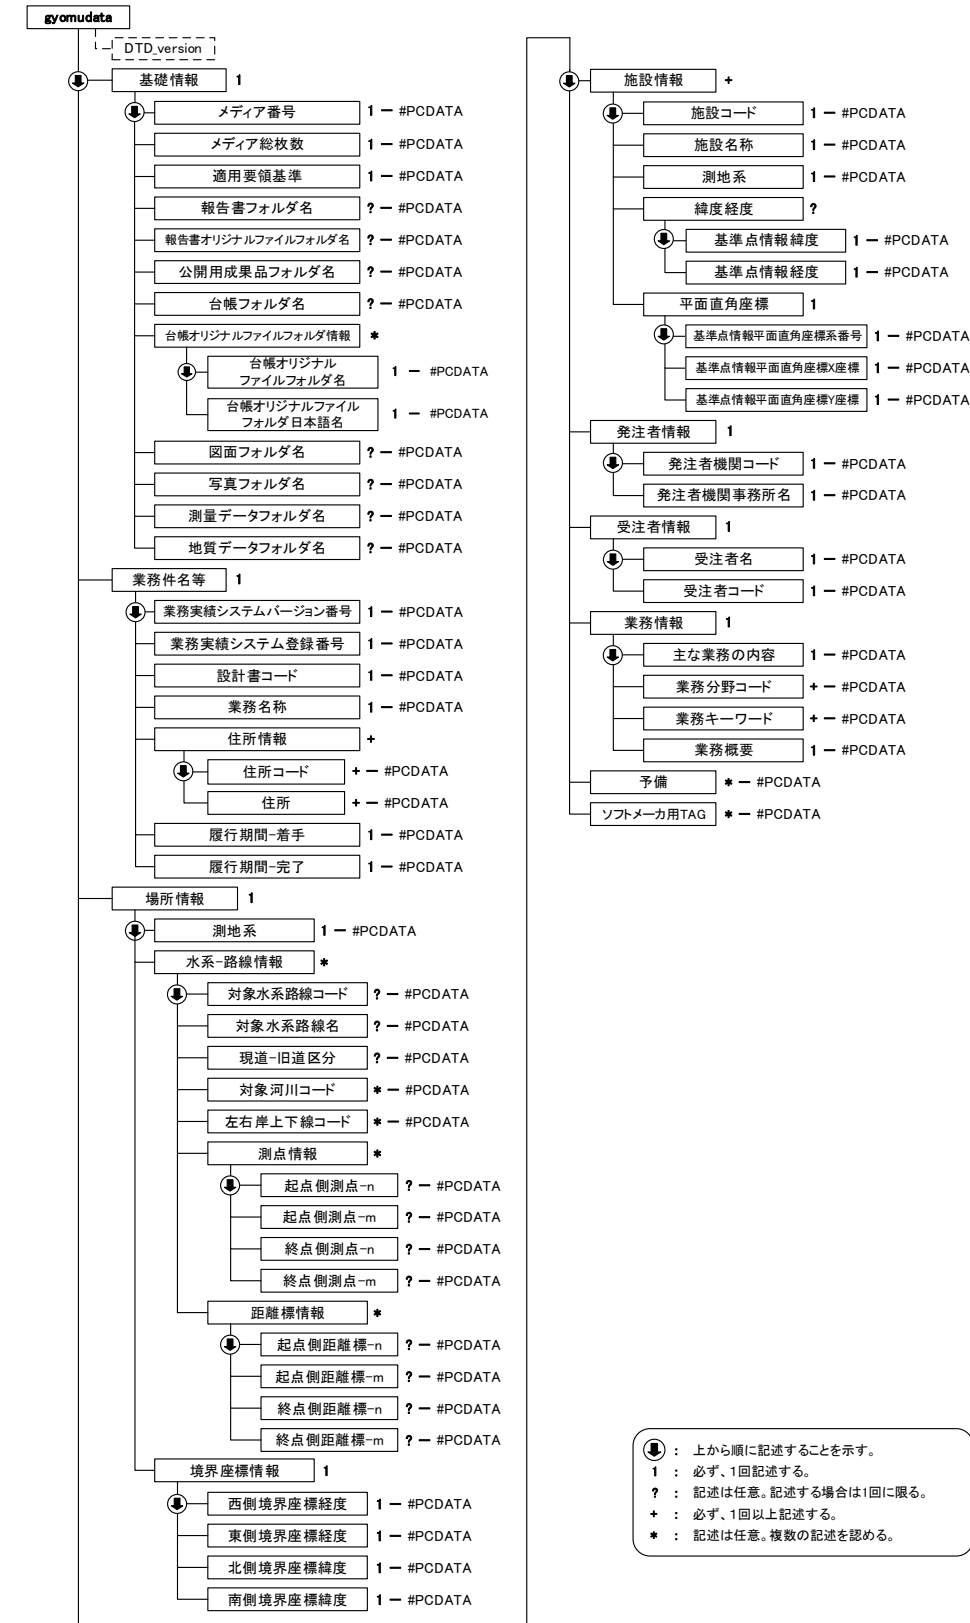 gyomudata
DTD_version
基礎情報 1
メディア番号 1 － #PCDATA
メディア総枚数 1 － #PCDATA
適用要領基準 1 － #PCDATA
報告書フォルダ名 ? － #PCDATA
報告書オリジナルファイルフォルダ名 ? － #PCDATA
公開用成果品フォルダ名 ? － #PCDATA
台帳フォルダ名 ? － #PCDATA
台帳オリジナルファイルフォルダ情報 *
台帳オリジナル
ファイルフォルダ名 1 － #PCDATA
台帳オリジナルファイル
フォルダ日本語名 1 － #PCDATA
図面フォルダ名 ? － #PCDATA
写真フォルダ名 ? － #PCDATA
測量データフォルダ名 ? － #PCDATA
地質データフォルダ名 ? － #PCDATA
業務件名等 1
業務実績システムバージョン番号 1 － #PCDATA
業務実績システム登録番号 1 － #PCDATA
設計書コード 1 － #PCDATA
業務名称 1 － #PCDATA
住所情報 +
住所コード + － #PCDATA
住所 + － #PCDATA
履行期間-着手 1 － #PCDATA
履行期間-完了 1 － #PCDATA
場所情報 1
測地系 1 － #PCDATA
水系-路線情報 *
対象水系路線コード ? － #PCDATA
対象水系路線名 ? － #PCDATA
現道-旧道区分 ? － #PCDATA
対象河川コード * － #PCDATA
左右岸上下線コード * － #PCDATA
測点情報 *
起点側測点-n ? － #PCDATA
起点側測点-m ? － #PCDATA
終点側測点-n ? － #PCDATA
終点側測点-m ? － #PCDATA
距離標情報 *
起点側距離標-n ? － #PCDATA
起点側距離標-m ? － #PCDATA
終点側距離標-n ? － #PCDATA
終点側距離標-m ? － #PCDATA
境界座標情報 1
西側境界座標経度 1 － #PCDATA
東側境界座標経度 1 － #PCDATA
北側境界座標緯度 1 － #PCDATA
南側境界座標緯度 1 － #PCDATA
施設情報 +
施設コード 1 － #PCDATA
施設名称 1 － #PCDATA
測地系 1 － #PCDATA
緯度経度 ?
基準点情報緯度 1 － #PCDATA
基準点情報経度 1 － #PCDATA
平面直角座標 1
基準点情報平面直角座標系番号 1 － #PCDATA
基準点情報平面直角座標X座標 1 － #PCDATA
基準点情報平面直角座標Y座標 1 － #PCDATA
発注者情報 1
発注者機関コード 1 － #PCDATA
発注者機関事務所名 1 － #PCDATA
受注者情報 1
受注者名 1 － #PCDATA
受注者コード 1 － #PCDATA
業務情報 1
主な業務の内容 1 － #PCDATA
業務分野コード + － #PCDATA
業務キーワード + － #PCDATA
業務概要 1 － #PCDATA
予備 * － #PCDATA
ソフトメーカ用TAG * － #PCDATA
： 上から順に記述することを示す。
1 ： 必ず、1回記述する。
? ： 記述は任意。記述する場合は1回に限る。
+ ： 必ず、1回以上記述する。
* ： 記述は任意。複数の記述を認める。